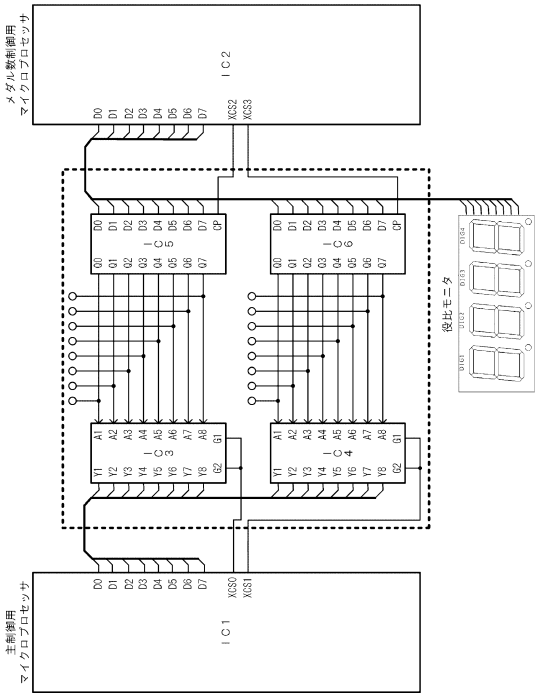 メダル数制御用
マイクロプロセッサ
IC2
D0
D1
D2
D3
D4
D5
D6
D7
XCS2
XCS3
D0
D1
D2
D3
D4
D5
D6
D7
CP
IC5
Q0
Q1
Q2
Q3
Q4
Q5
Q6
Q7
D0
D1
D2
D3
D4
D5
D6
D7
CP
IC6
Q0
Q1
Q2
Q3
Q4
Q5
Q6
Q7
役比モニタ
DIG4
DIG3
DIG2
DIG1
A1
A2
A3
A4
A5
A6
A7
A8
G1
IC3
Y1
Y2
Y3
Y4
Y5
Y6
Y7
Y8
G2
A1
A2
A3
A4
A5
A6
A7
A8
G1
IC4
Y1
Y2
Y3
Y4
Y5
Y6
Y7
Y8
G2
D0
D1
D2
D3
D4
D5
D6
D7
XCS0
XCS1
IC1
主制御用
マイクロプロセッサ